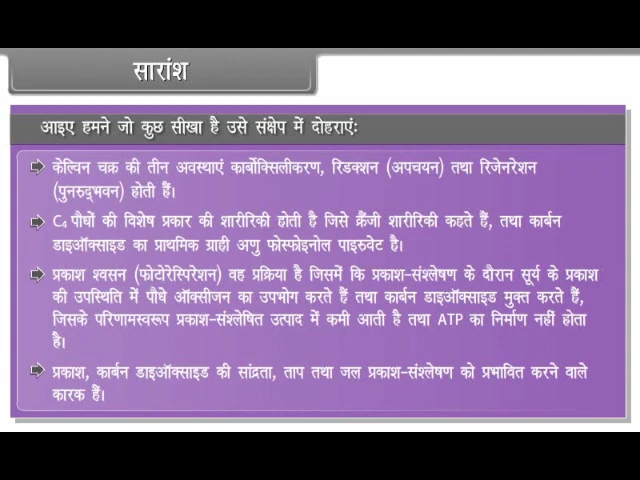 सारांश
आइए हमने जो कुछ सीखा है उसे संक्षेप में दोहराएंः
केल्विन चक्र की तीन अवस्थाएं कार्बोक्सिलीकरण, रिडक्शन (अपचयन) तथा रिजेनरेशन
(पुनरुद्भवन) होती हैं।
C₄ पौधों की विशेष प्रकार की शारीरिकी होती है जिसे क्रैंजी शारीरिकी कहते हैं, तथा कार्बन
डाइऑक्साइड का प्राथमिक ग्राही अणु फोस्फोइनोल पाइरुवेट है।
प्रकाश श्वसन (फोटोरेस्पिरेशन) वह प्रक्रिया है जिसमें कि प्रकाश-संश्लेषण के दौरान सूर्य के प्रकाश
की उपस्थिति में पौधे ऑक्सीजन का उपभोग करते हैं तथा कार्बन डाइऑक्साइड मुक्त करते हैं,
जिसके परिणामस्वरूप प्रकाश-संश्लेषित उत्पाद में कमी आती है तथा ATP का निर्माण नहीं होता
है।
प्रकाश, कार्बन डाइऑक्साइड की सांद्रता, ताप तथा जल प्रकाश-संश्लेषण को प्रभावित करने वाले
कारक हैं।